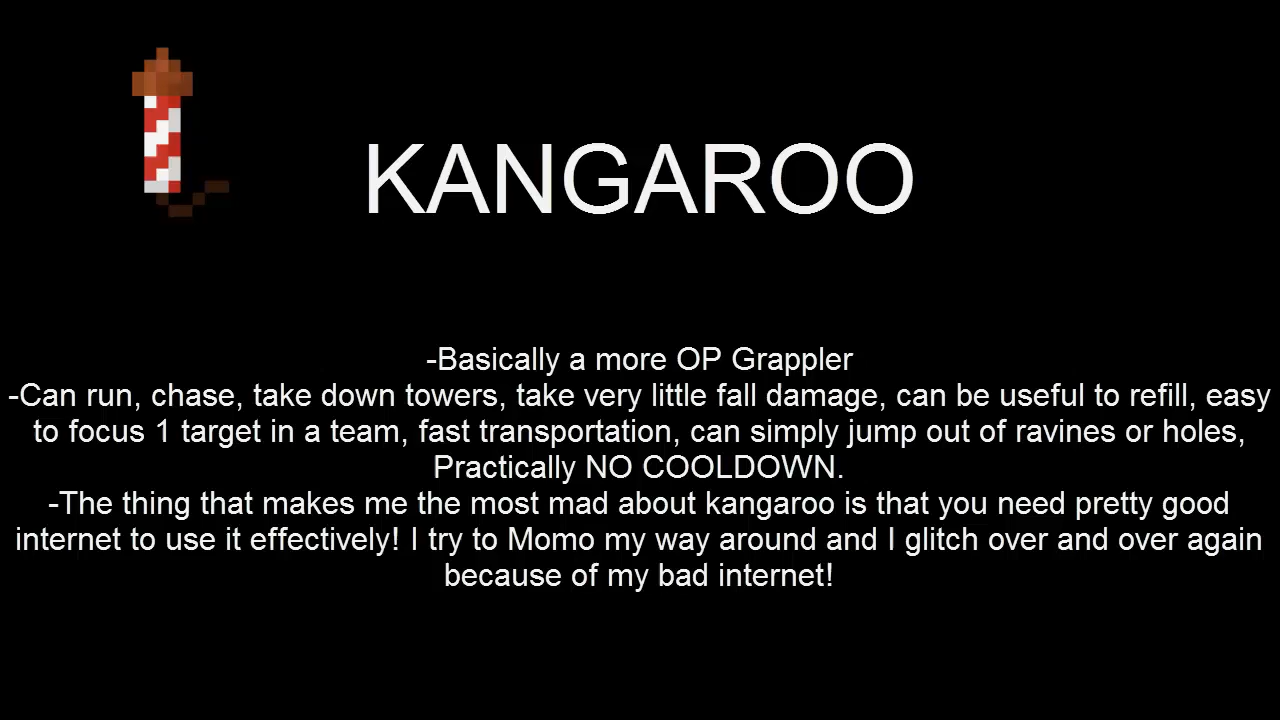 KANGAROO
-Basically a more OP Grappler
-Can run, chase, take down towers, take very little fall damage, can be useful to refill, easy
to focus 1 target in a team, fast transportation, can simply jump out of ravines or holes,
Practically NO COOLDOWN.
-The thing that makes me the most mad about kangaroo is that you need pretty good
internet to use it effectively! I try to Momo my way around and I glitch over and over again
because of my bad internet!